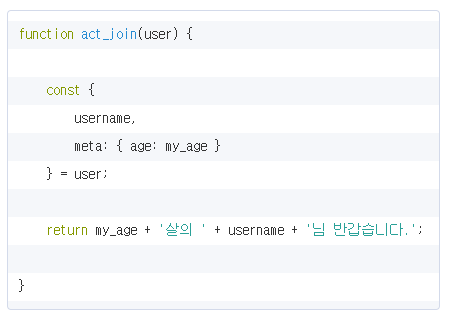 function act_join(user) {
const {
username,
meta: { age: my_age }
} = user;
return my_age + '살의 ' + username + '님 반갑습니다.';
}